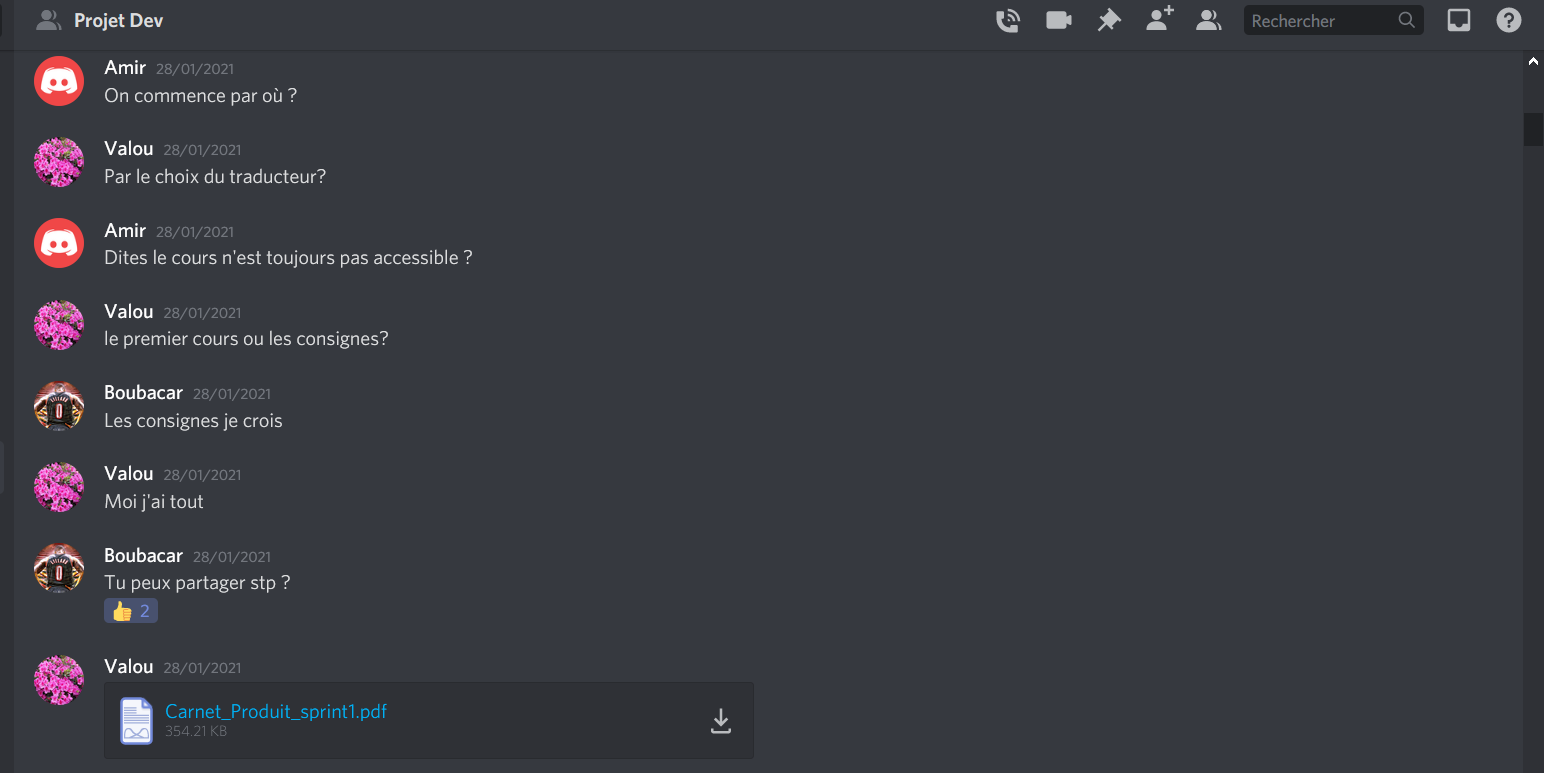 Projet Dev
Rechercher
Amir 28/01/2021
On commence par où ?
Valou 28/01/2021
Par le choix du traducteur?
Amir 28/01/2021
Dites le cours n'est toujours pas accessible ?
Valou 28/01/2021
le premier cours ou les consignes?
Boubacar 28/01/2021
Les consignes je crois
Valou 28/01/2021
Moi j'ai tout
Boubacar 28/01/2021
Tu peux partager stp ?
👍 2
Valou 28/01/2021
Carnet_Produit_sprint1.pdf
354.21 KB